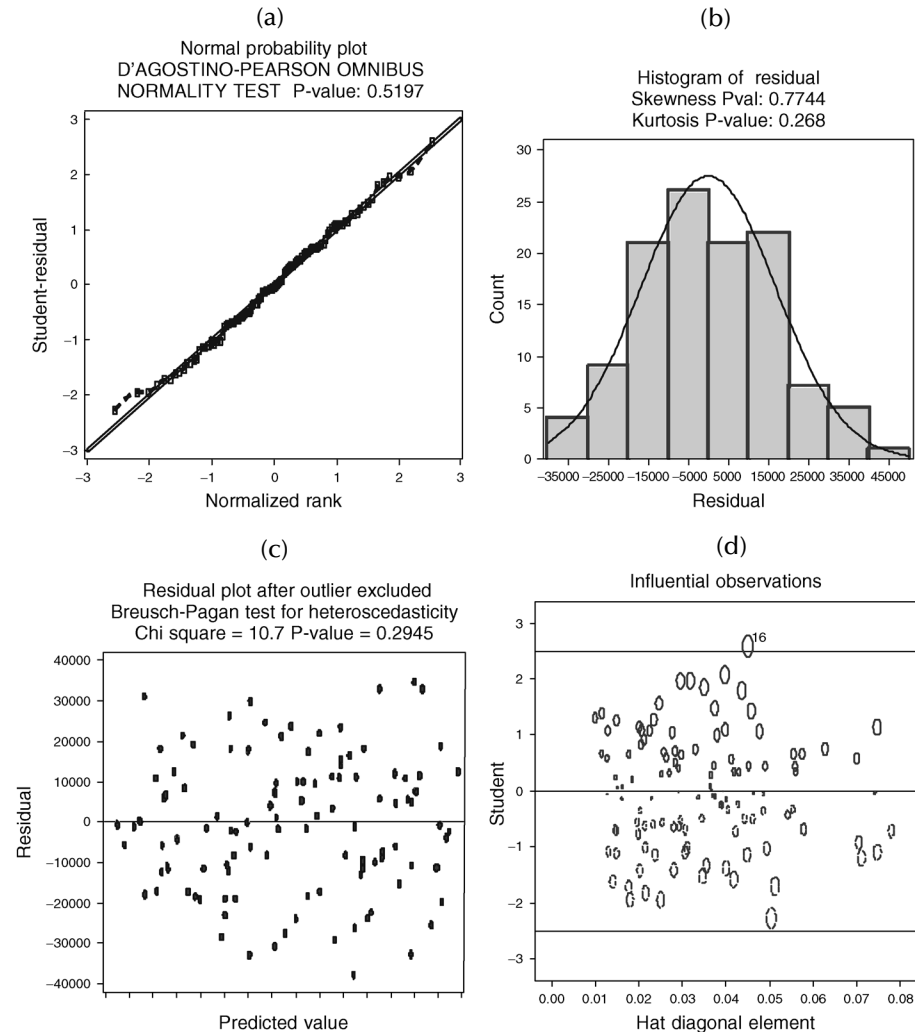 (a)
Normal probability plot
D'AGOSTINO-PEARSON OMNIBUS
NORMALITY TEST P-value: 0.5197
3
2
1
0
−1
−2
−3
Student-residual
−3 −2 −1 0 1 2 3
Normalized rank
(b)
Histogram of residual
Skewness Pval: 0.7744
Kurtosis P-value: 0.268
30
25
20
15
10
5
0
Count
−35000 −25000 −15000 −5000 5000 15000 25000 35000 45000
Residual
(c)
Residual plot after outlier excluded
Breusch-Pagan test for heteroscedasticity
Chi square = 10.7 P-value = 0.2945
40000
30000
20000
10000
0
−10000
−20000
−30000
−40000
Residual
Predicted value
(d)
Influential observations
3
2
1
0
−1
−2
−3
Student
16
0.00 0.01 0.02 0.03 0.04 0.05 0.06 0.07 0.08
Hat diagonal element